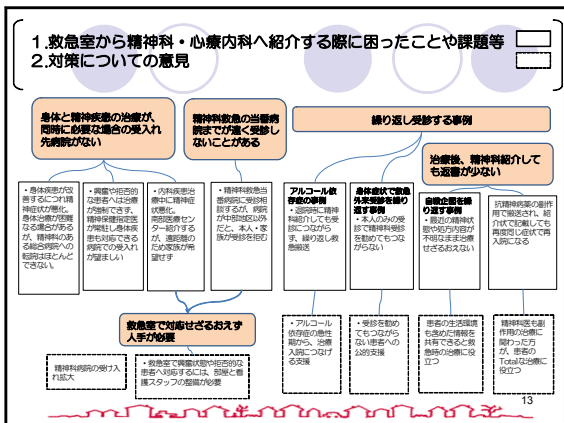 1.救急室から精神科・心療内科へ紹介する際に困ったことや課題等
2.対策についての意見
身体と精神疾患の治療が、
同時に必要な場合の受入れ
先病院がない
精神科救急の当番病
院までが遠く受診し
ないことがある
繰り返し受診する事例
治療後、精神科紹介して
も返書がない
・身体疾患が改
善するにつれ精
神症状が悪化。
身体治療が困難
なる場合があるが、
精神科のあ
る総合病院への
転院はほとんど
できない。
・興奮や拒否的
な患者へは治療
が強制できず、
精神保健指定医
が常駐し身体疾
患も対応できる
病院での受入れ
が望ましい
・内科疾患治
療中に精神症
状悪化。
南部医療セン
ター紹介する
が、遠距離の
ため家族が希
望せず
・精神科救急当
番病院に受診相
談するが、病院
が中部地区以外
だと、本人・家
族が受診を拒む
アルコール依
存症の事例
・退院時に精
神科紹介しても受
診につながら
ず、繰り返し救
急搬送
身体症状で救急
外来受診を繰り
返す事例
・本人のみの受
診で精神科受診
を勧めてもつな
がらない
自殺企図を繰
り返す事例
・最近の精神状
態や処方内容が
不明なまま治療
せざるおえない
抗精神病薬の副
作用で搬送され、紹
介状で記載しても
再度同じ症状で再
入院になる
救急室で対応せざるおえず
人手が必要
精神科病院の受け入
れ拡大
・救急室で興奮状態や拒否的な
患者へ対応するには、部屋と看
護スタッフの整備が必要
・アルコール
依存症の急性
期から、治療
入院につなげ
る支援
・受診を勧め
てもつながら
ない患者への
公的支援
患者の生活環境
も含めた情報を
共有できると救
急時の治療に役
立つ
精神科医も副
作用の治療に
関わった方
が、患者の
Totalな治療に
役立つ
13